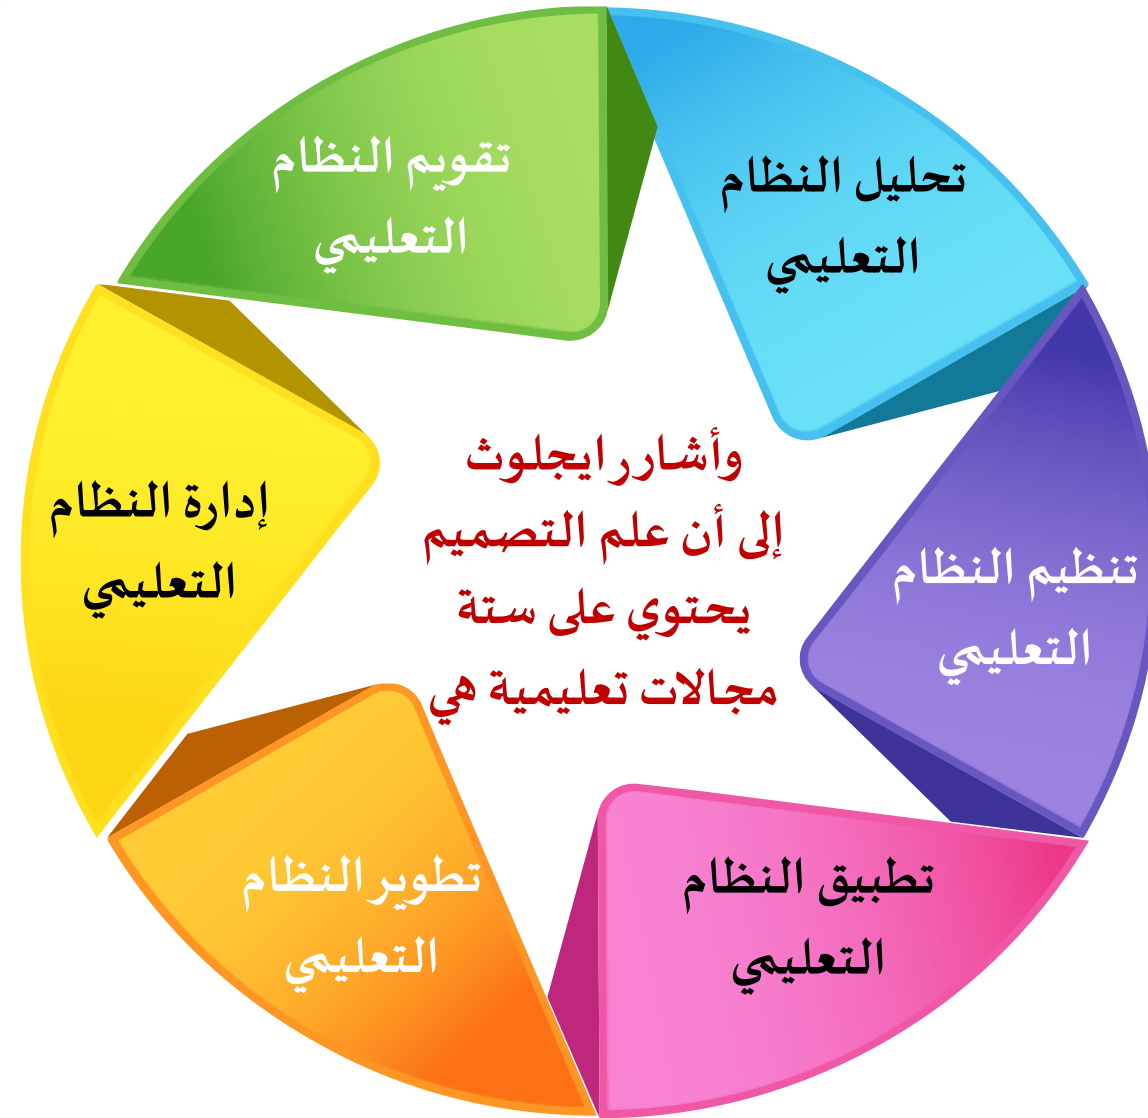 وأشار رايجلوث
إلى أن علم التصميم
يحتوي على ستة
مجالات تعليمية هي
تحليل النظام
التعليمي
تنظيم النظام
التعليمي
تطبيق النظام
التعليمي
تطوير النظام
التعليمي
إدارة النظام
التعليمي
تقويم النظام
التعليمي